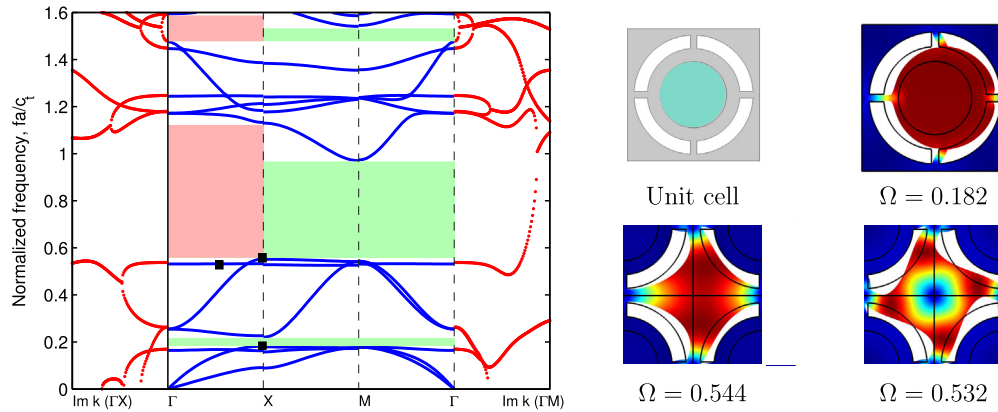 Normalized frequency, fa/c_t
1.6
1.4
1.2
1
0.8
0.6
0.4
0.2
0
Im k (ΓX) Γ X M Γ Im k (ΓM)
Unit cell
Ω = 0.182
Ω = 0.544
Ω = 0.532